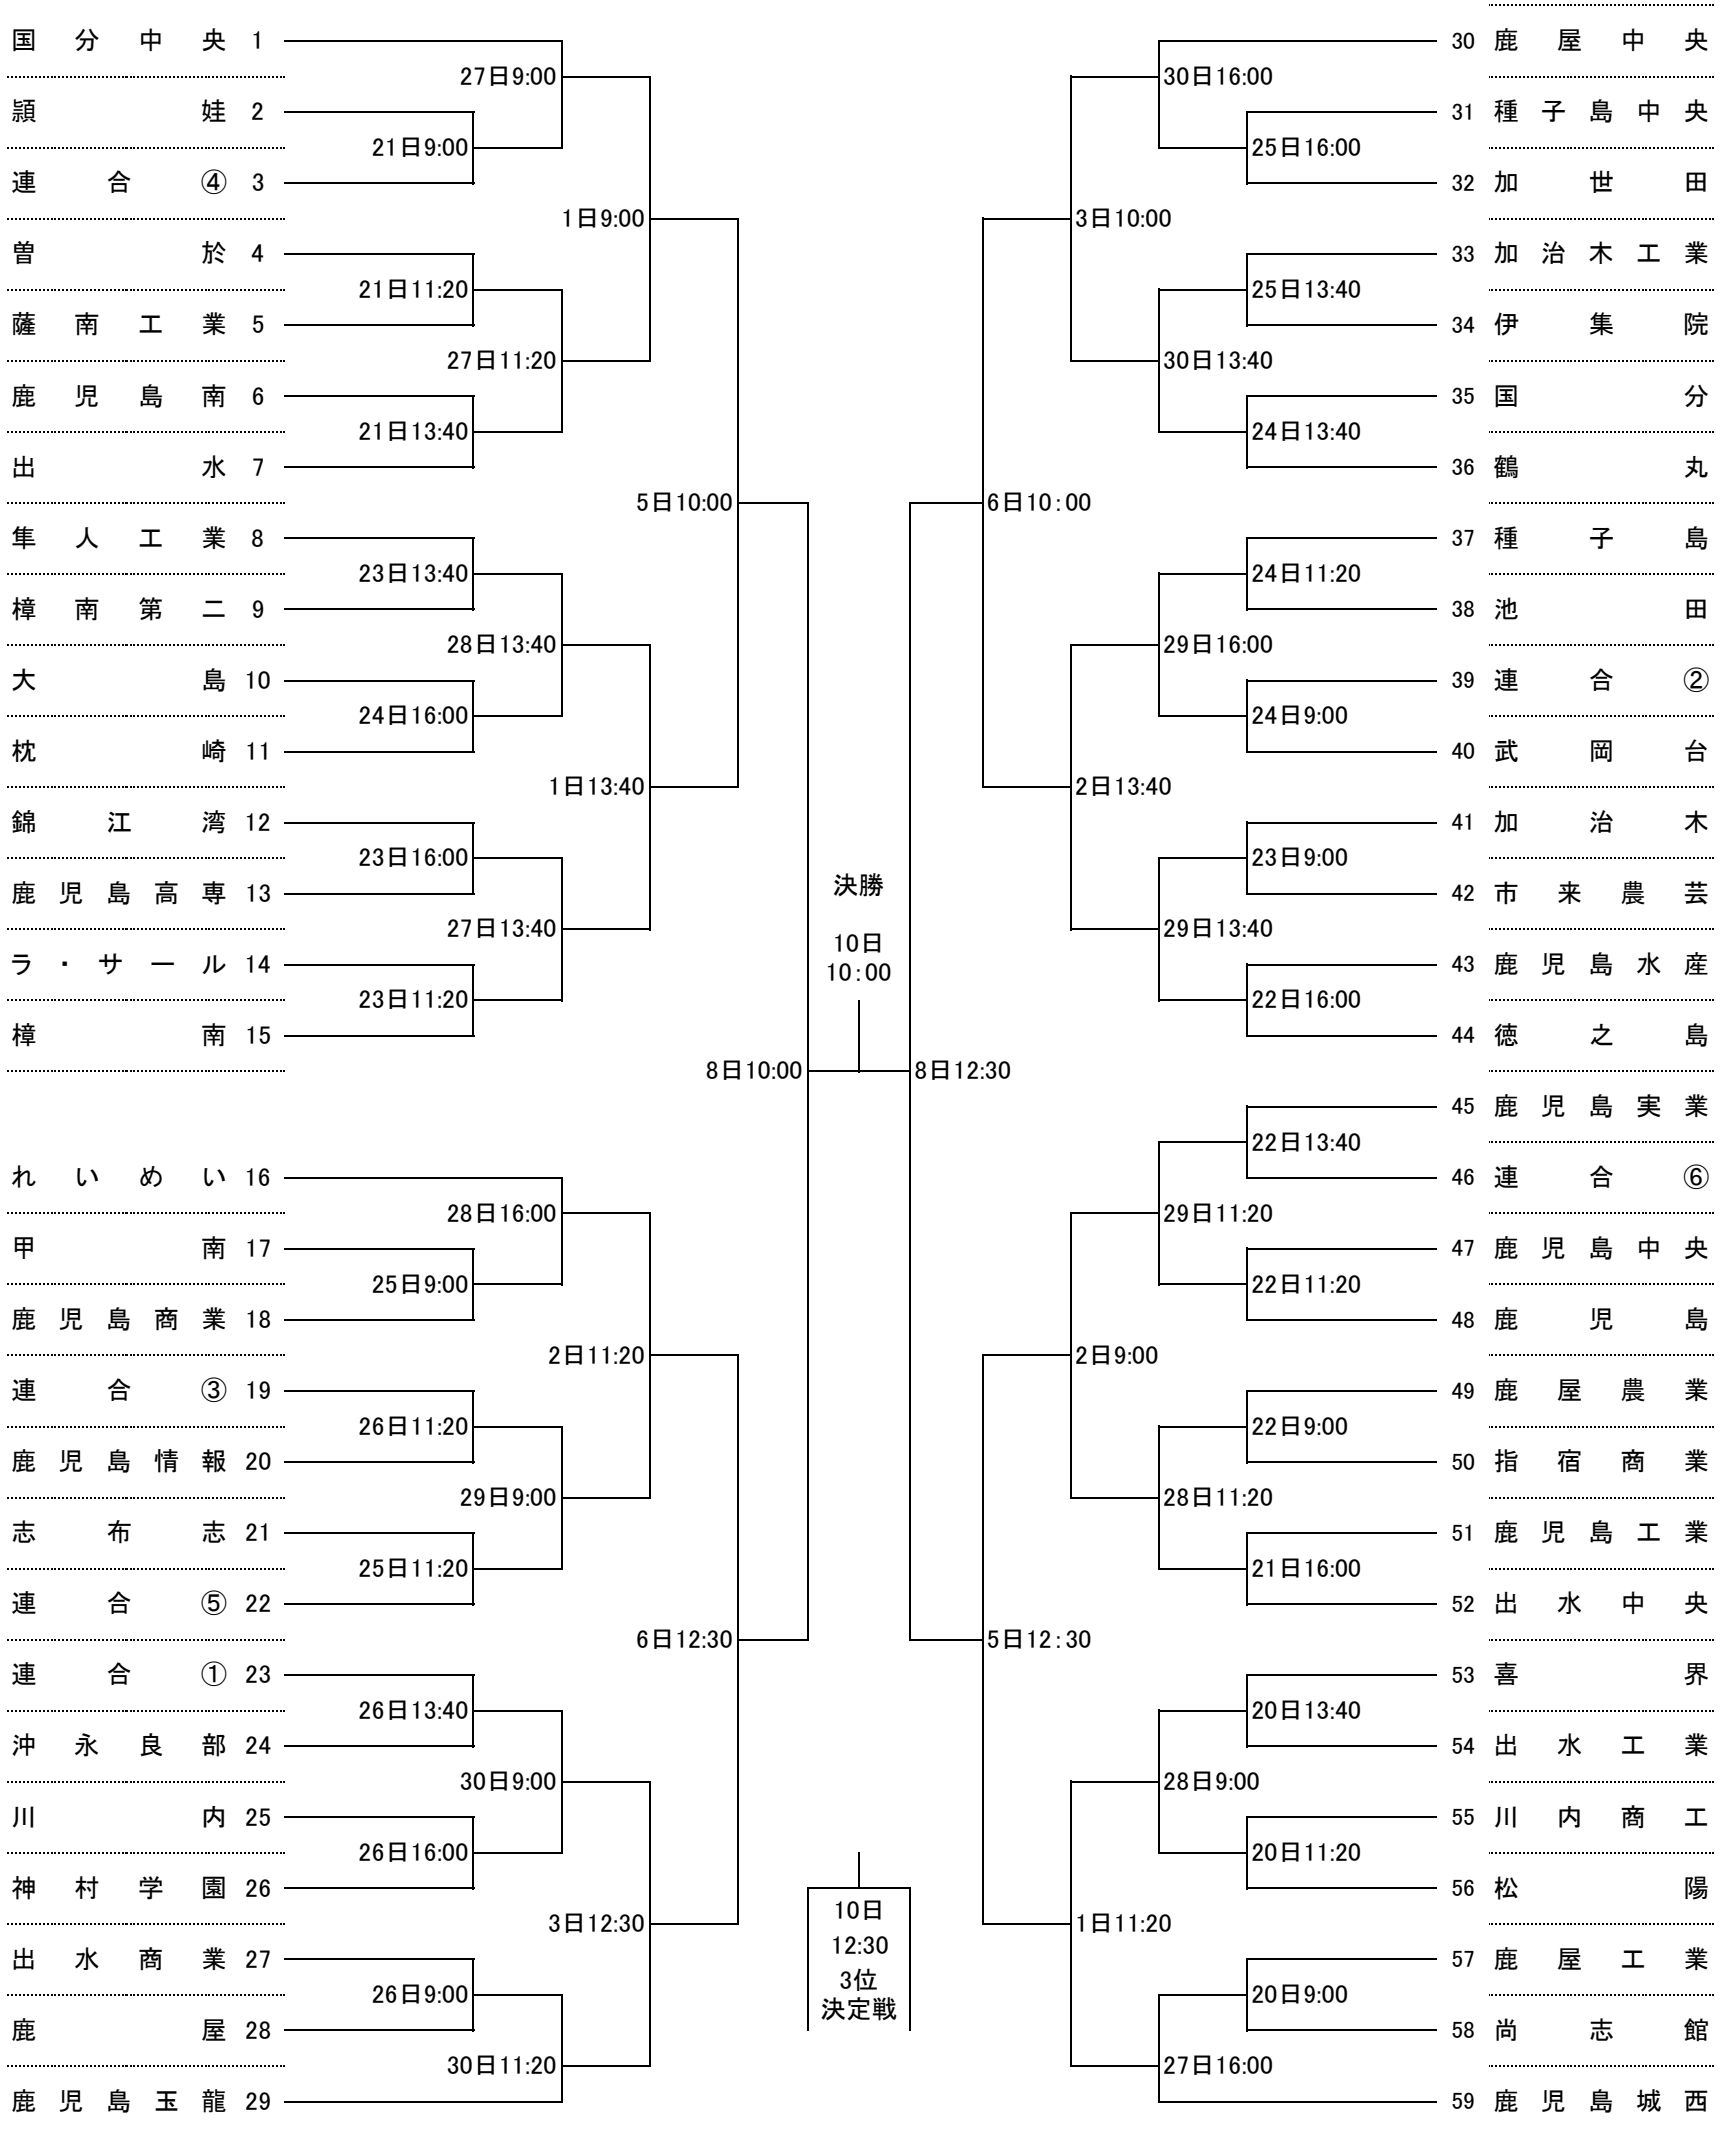 国分中央 1
27日9:00
頴娃 2
21日9:00
連合④ 3
1日9:00
曽於 4
21日11:20
薩南工業 5
27日11:20
鹿児島南 6
21日13:40
出水 7
5日10:00
隼人工業 8
23日13:40
樟南第二 9
28日13:40
大島 10
24日16:00
枕崎 11
1日13:40
錦江湾 12
23日16:00
鹿児島高専 13
27日13:40
ラ・サール 14
23日11:20
樟南 15
8日10:00
れいめい 16
28日16:00
甲南 17
25日9:00
鹿児島商業 18
2日11:20
連合③ 19
26日11:20
鹿児島情報 20
29日9:00
志布志 21
25日11:20
連合⑤ 22
6日12:30
連合① 23
26日13:40
沖永良部 24
30日9:00
川内 25
26日16:00
神村学園 26
3日12:30
出水商業 27
26日9:00
鹿屋 28
30日11:20
鹿児島玉龍 29
決勝
10日
10:00
10日
12:30
3位
決定戦
30 鹿屋中央
30日16:00
31 種子島中央
25日16:00
32 加世田
3日10:00
33 加治木工業
25日13:40
34 伊集院
30日13:40
35 国分
24日13:40
36 鶴丸
6日10:00
37 種子島
24日11:20
38 池田
29日16:00
39 連合②
24日9:00
40 武岡台
2日13:40
41 加治木
23日9:00
42 市来農芸
29日13:40
43 鹿児島水産
22日16:00
44 徳之島
8日12:30
45 鹿児島実業
22日13:40
46 連合⑥
29日11:20
47 鹿児島中央
22日11:20
48 鹿児島
2日9:00
49 鹿屋農業
22日9:00
50 指宿商業
28日11:20
51 鹿児島工業
21日16:00
52 出水中央
5日12:30
53 喜界
20日13:40
54 出水工業
28日9:00
55 川内商工
20日11:20
56 松陽
1日11:20
57 鹿屋工業
20日9:00
58 尚志館
27日16:00
59 鹿児島城西